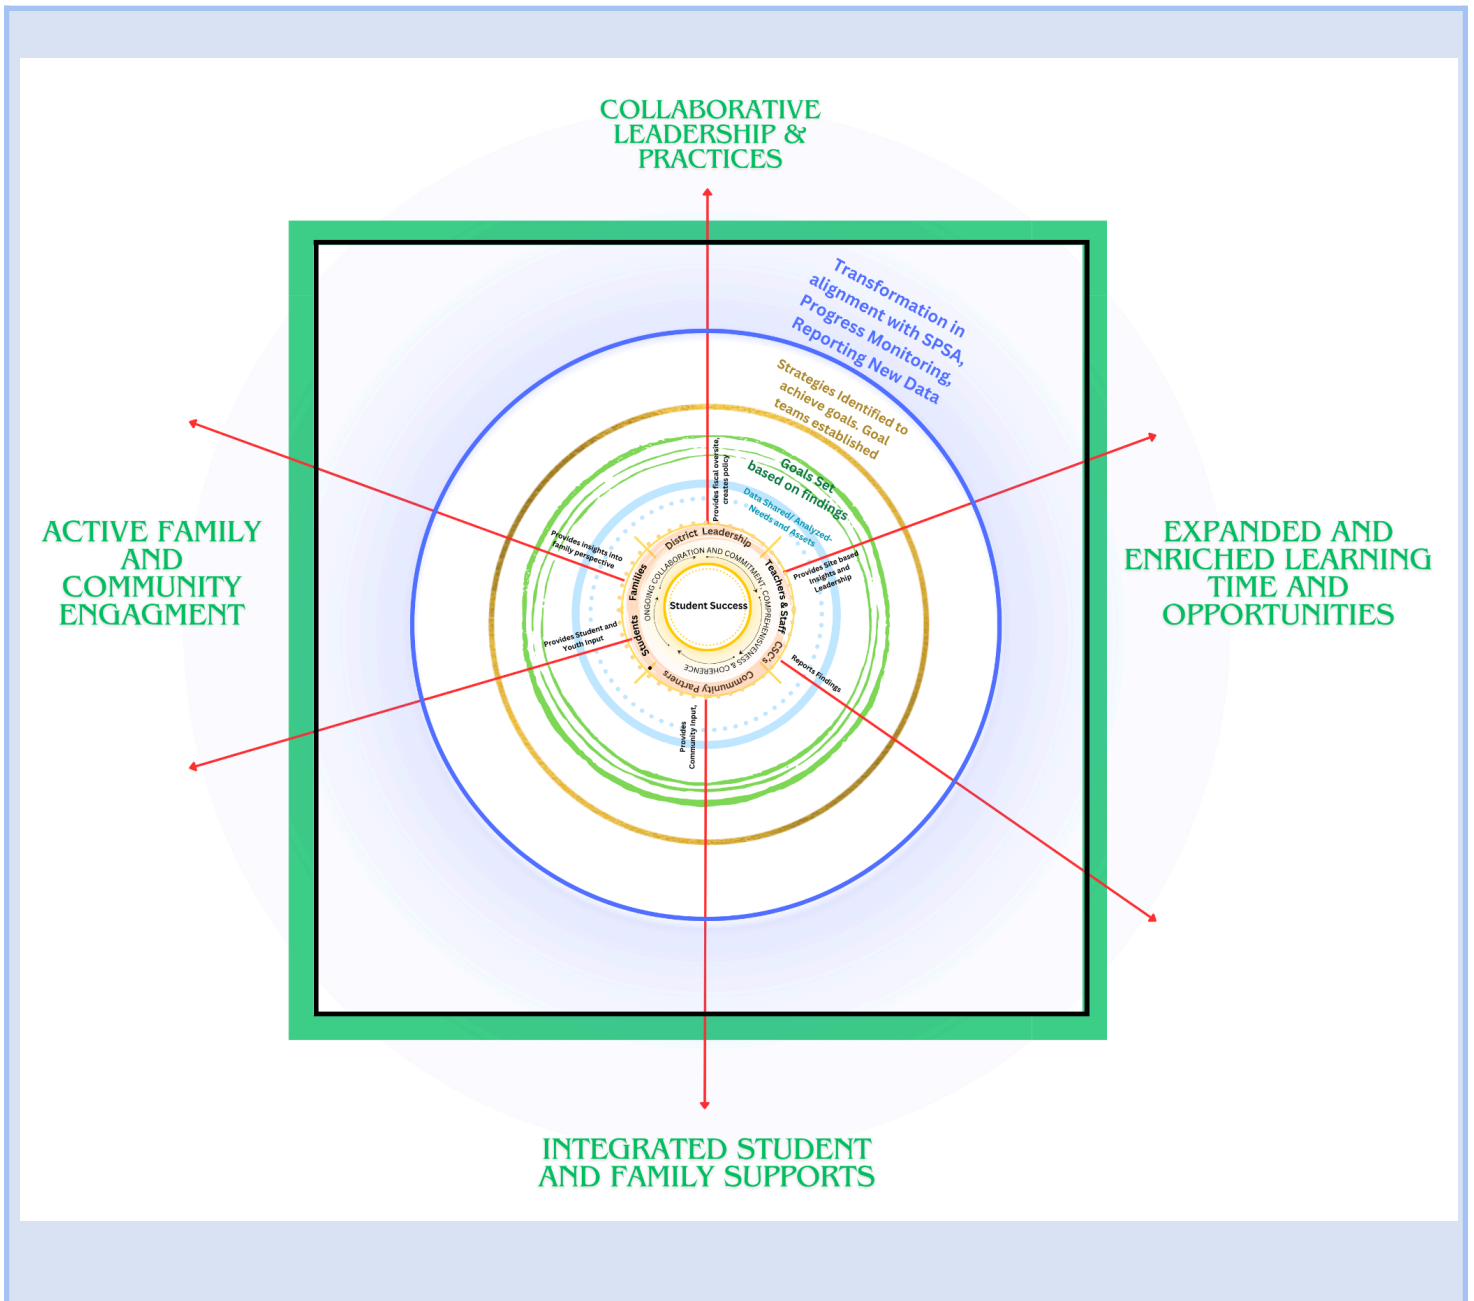 COLLABORATIVE
LEADERSHIP &
PRACTICES
Transformation in
alignment with SPSA,
Progress Monitoring,
Reporting New Data
Strategies Identified to
achieve goals. Goal
teams established
Goals Set
based on findings
Data Shared/ Analyzed-
Needs and Assets
Provides fiscal oversite,
creates policy
Provides insights into
family perspective
Provides Site based
Insights and
Leadership
Provides Student and
Youth Input
Reports Findings
Provides
Community Input,
District Leadership
Teachers & Staff
CSC's
Community Partners
Students
Families
ONGOING COLLABORATION AND COMMITMENT, COMPREHENISVENESS & COHERENCE
Student Success
ACTIVE FAMILY
AND
COMMUNITY
ENGAGMENT
EXPANDED AND
ENRICHED LEARNING
TIME AND
OPPORTUNITIES
INTEGRATED STUDENT
AND FAMILY SUPPORTS